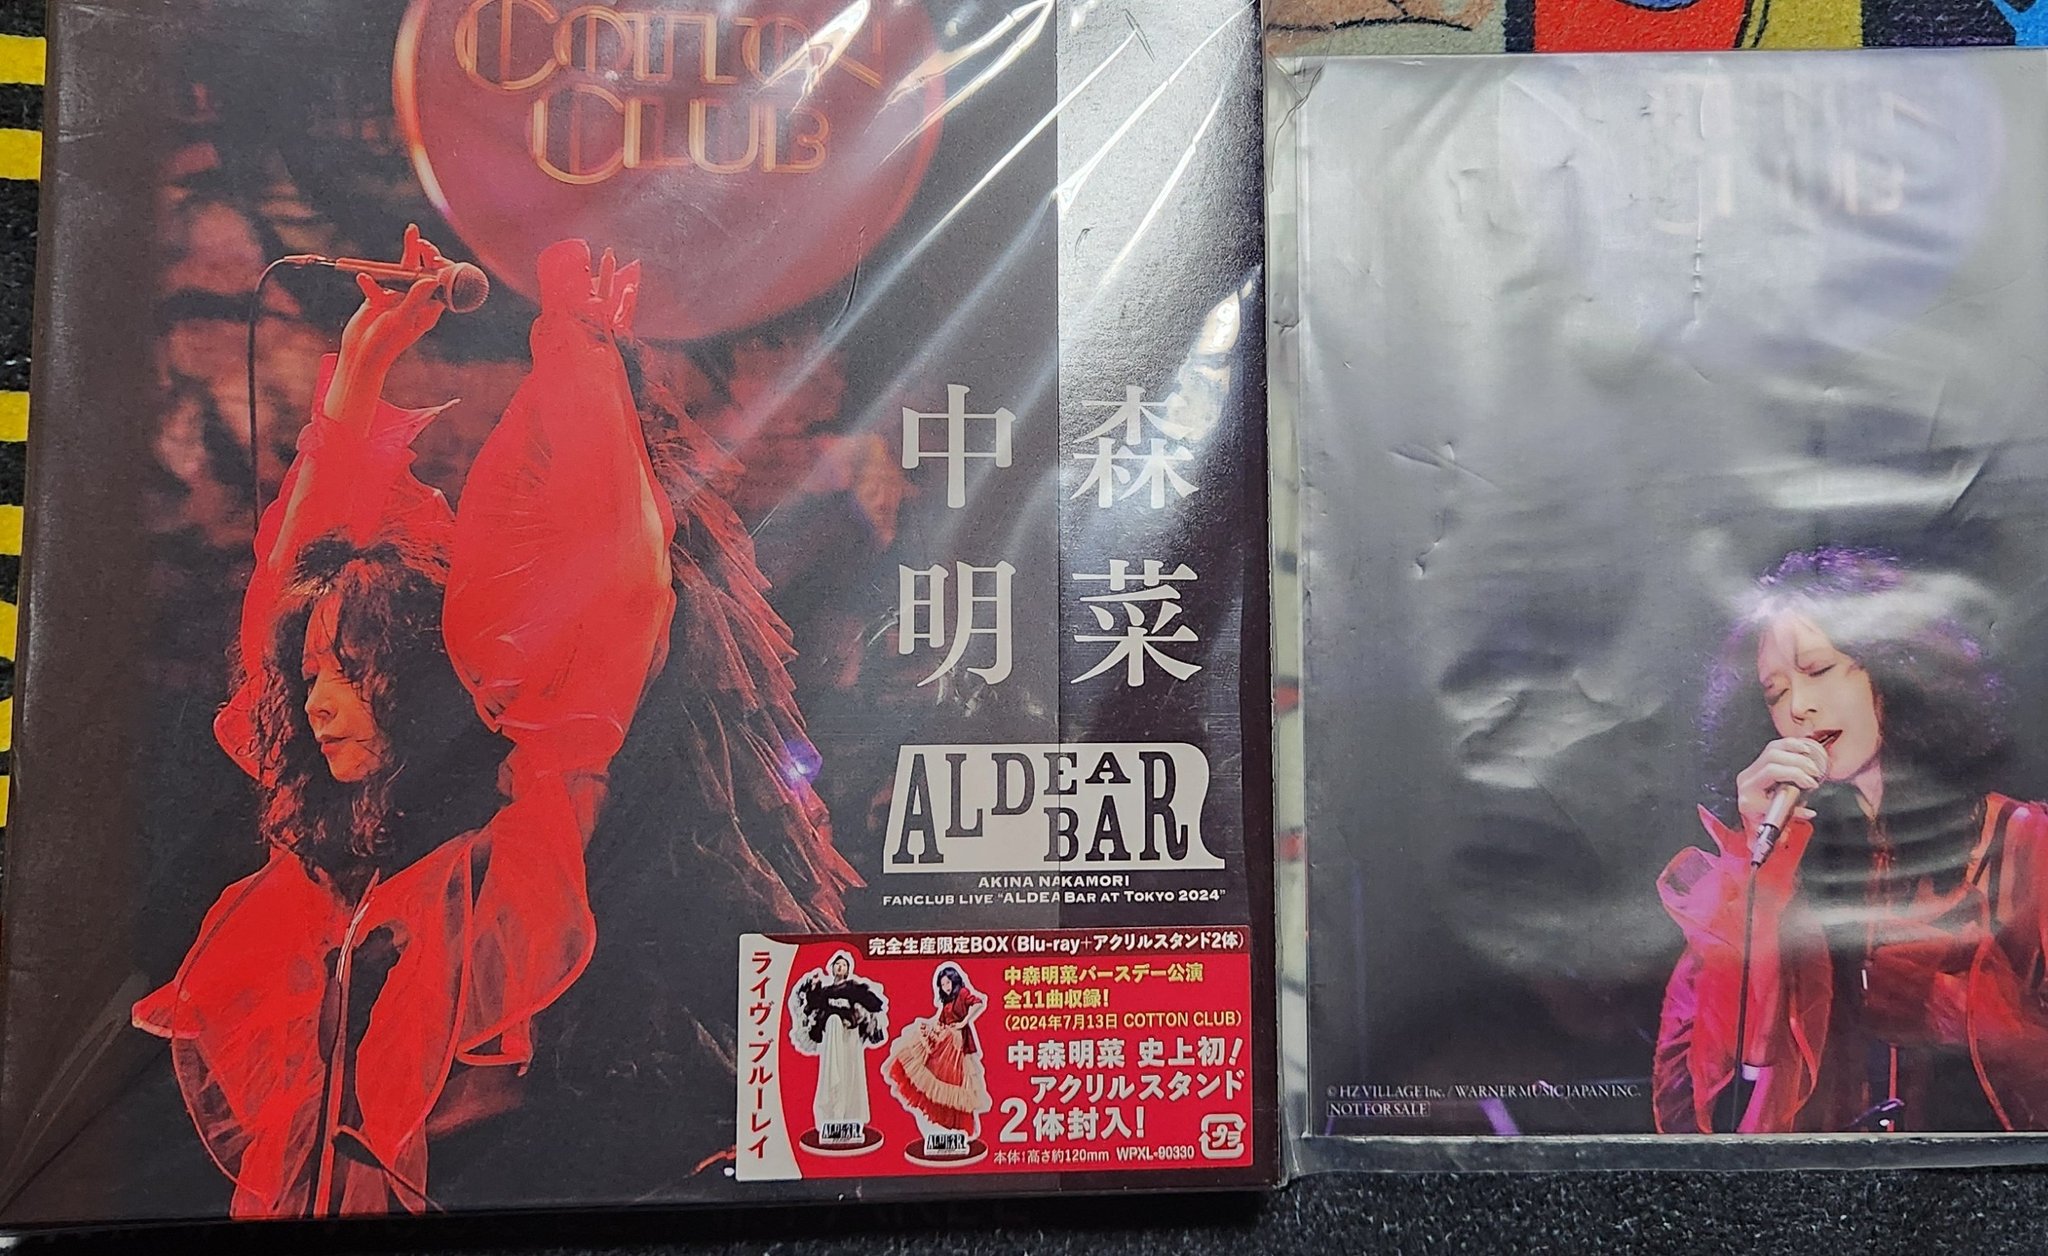 COTTON
CLUB
中森
明菜
ALDEA
BAR
AKINA NAKAMORI
FANCLUB LIVE "ALDEA BAR AT TOKYO 2024"
完全生産限定BOX(Blu-ray+アクリルスタンド2体)
ライヴ・ブルーレイ
中森明菜バースデー公演
全11曲収録!
(2024年7月13日 COTTON CLUB)
中森明菜 史上初!
アクリルスタンド
2体封入!
本体:高さ約120mm WPXL-90330
プラ
ALDEA
BAR
ALDEA
BAR
© HZ VILLAGE Inc. / WARNER MUSIC JAPAN INC.
NOT FOR SALE